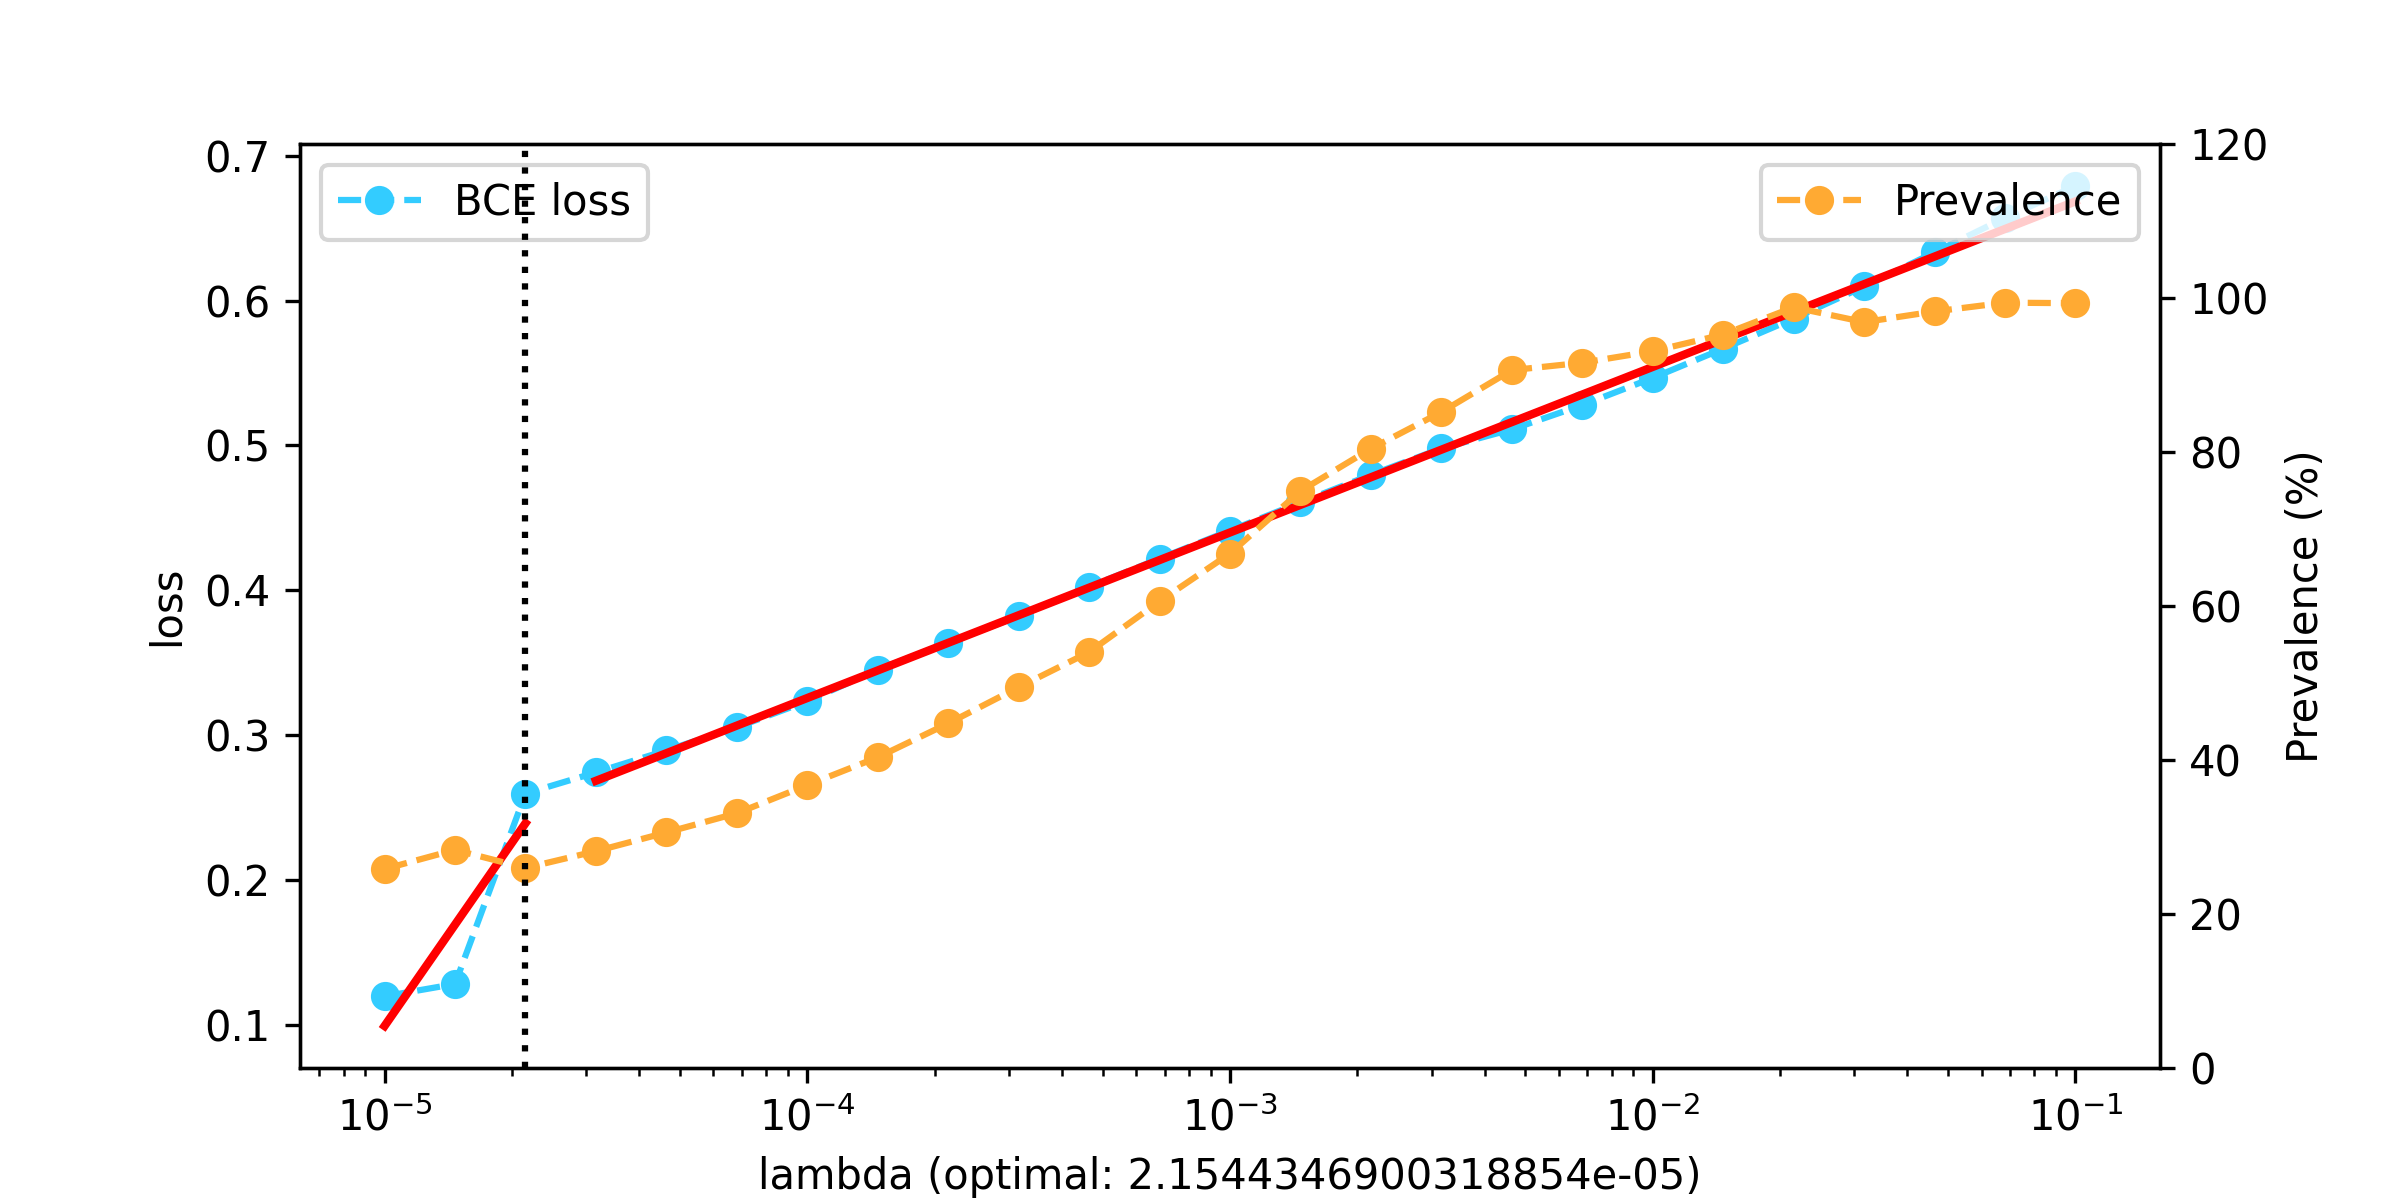 BCE loss
Prevalence
0.7
0.6
0.5
0.4
0.3
0.2
0.1
loss
120
100
80
60
40
20
0
Prevalence (%)
10⁻⁵ 10⁻⁴ 10⁻³ 10⁻² 10⁻¹
lambda (optimal: 2.1544346900318854e-05)